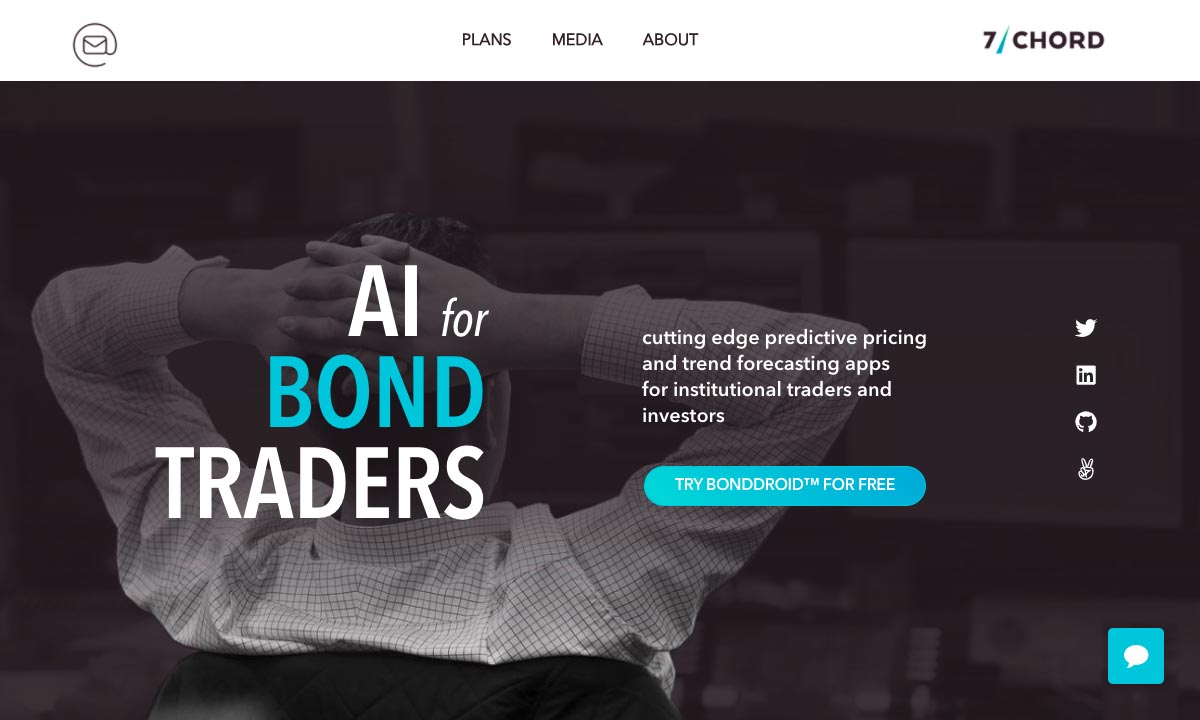 PLANS
MEDIA
ABOUT
7/CHORD
AI for
BOND
TRADERS
cutting edge predictive pricing
and trend forecasting apps
for institutional traders and
investors
TRY BONDDROID™ FOR FREE
in